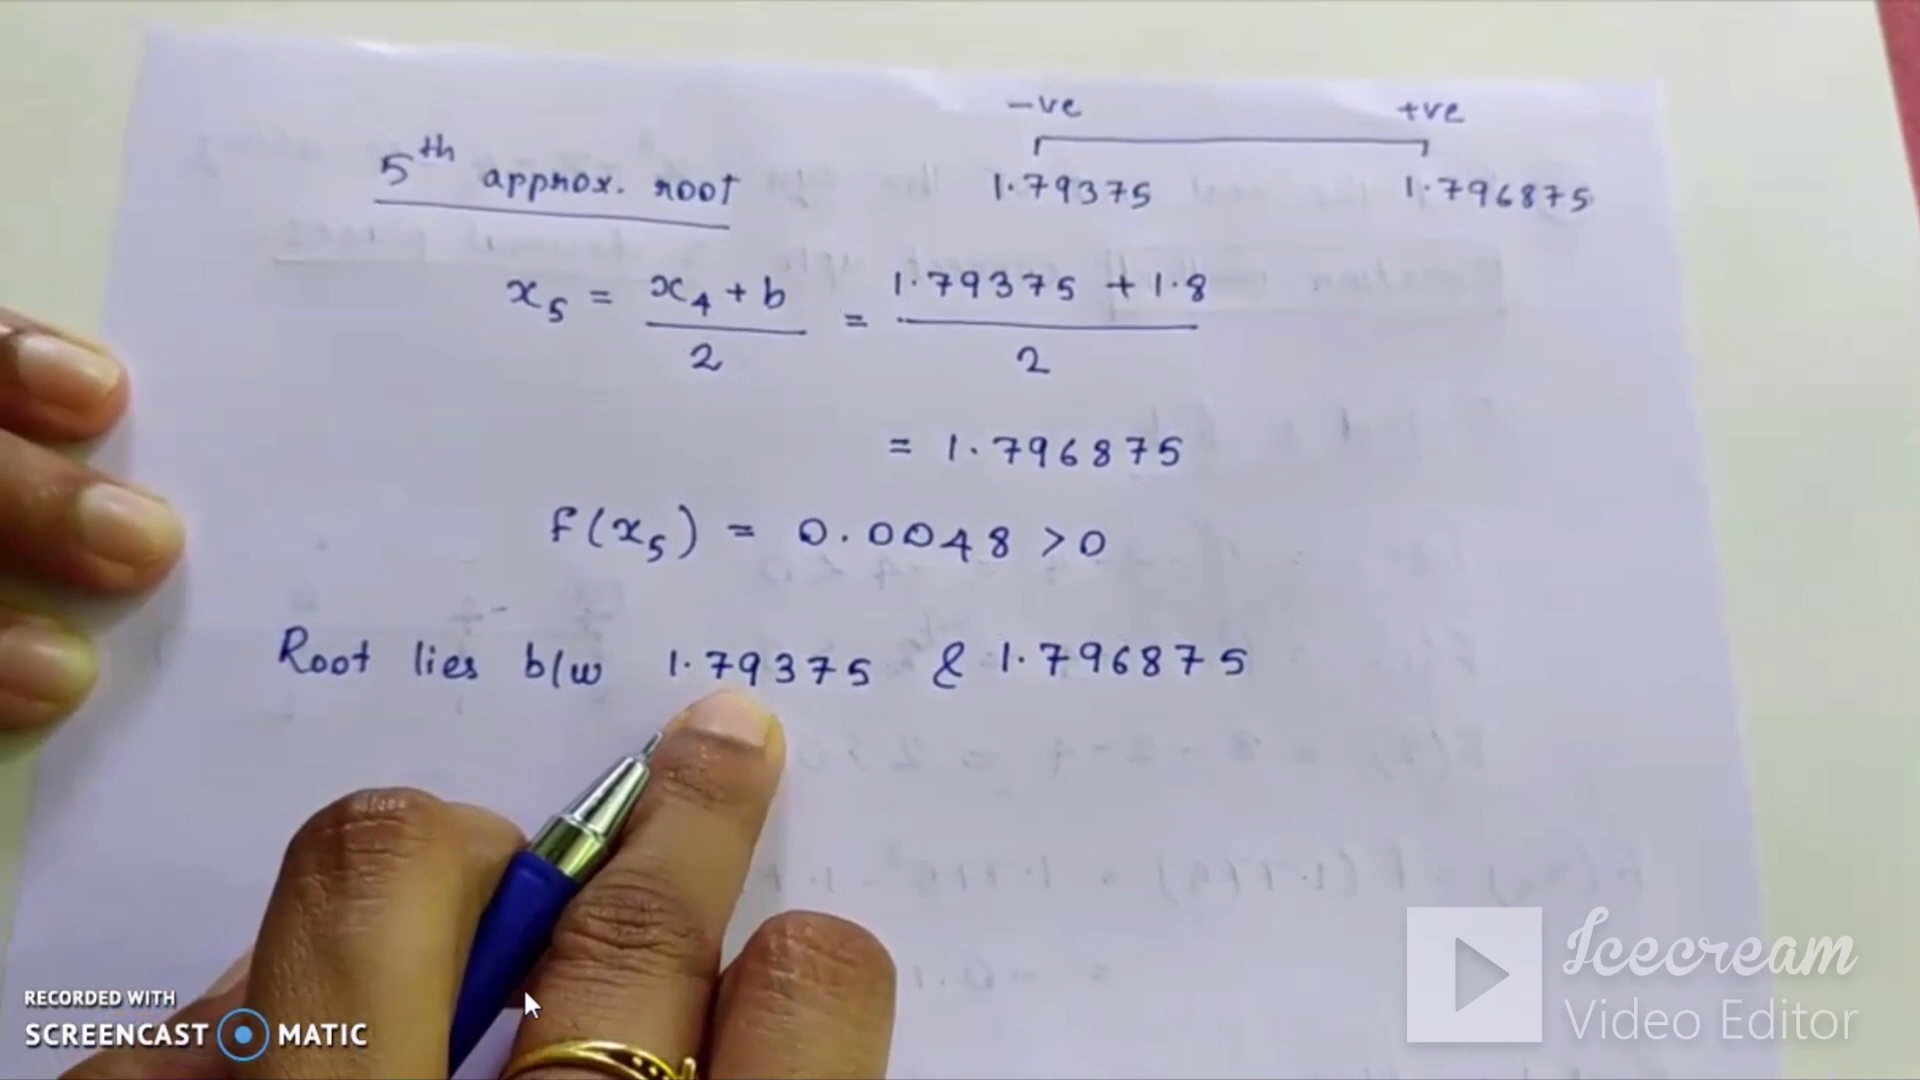 -ve +ve
5th approx. root 1.79375 1.796875
x5 = x4 + b / 2 = 1.79375 + 1.8 / 2
= 1.796875
F(x5) = 0.0048 > 0
Root lies b/w 1.79375 & 1.796875
RECORDED WITH
SCREENCAST MATIC
Icecream
Video Editor